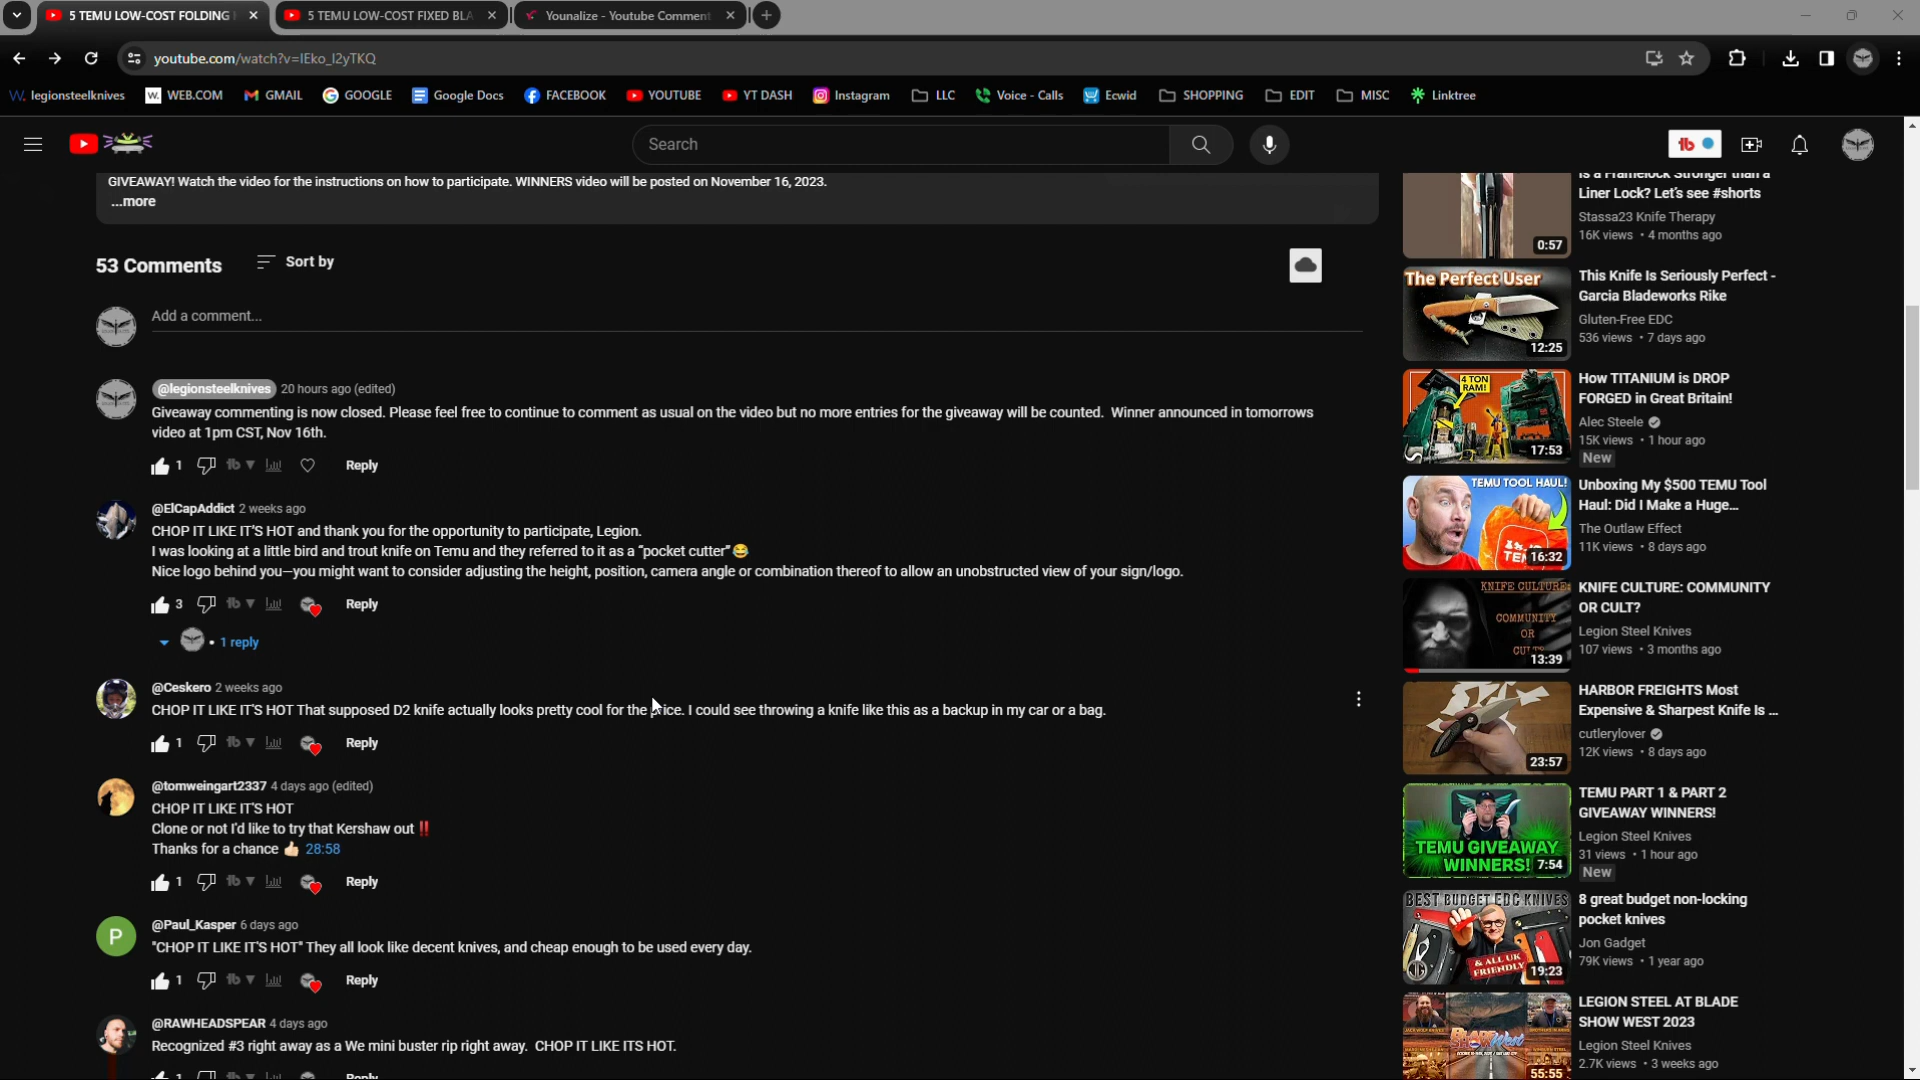 5 TEMU LOW-COST FOLDING
5 TEMU LOW-COST FIXED BLA
Younalize - Youtube Comment
youtube.com/watch?v=IEko_I2yTKQ
legionsteelknives
WEB.COM
GMAIL
GOOGLE
Google Docs
FACEBOOK
YOUTUBE
YT DASH
Instagram
LLC
Voice - Calls
Ecwid
SHOPPING
EDIT
MISC
Linktree
Search
GIVEAWAY! Watch the video for the instructions on how to participate. WINNERS video will be posted on November 16, 2023.
...more
53 Comments
Sort by
Add a comment...
@legionsteelknives 20 hours ago (edited)
Giveaway commenting is now closed. Please feel free to continue to comment as usual on the video but no more entries for the giveaway will be counted. Winner announced in tomorrows
video at 1pm CST, Nov 16th.
1
Reply
@ElCapAddict 2 weeks ago
CHOP IT LIKE IT'S HOT and thank you for the opportunity to participate, Legion.
I was looking at a little bird and trout knife on Temu and they referred to it as a "pocket cutter"😂
Nice logo behind you—you might want to consider adjusting the height, position, camera angle or combination thereof to allow an unobstructed view of your sign/logo.
3
Reply
• 1 reply
@Ceskero 2 weeks ago
CHOP IT LIKE IT'S HOT That supposed D2 knife actually looks pretty cool for the price. I could see throwing a knife like this as a backup in my car or a bag.
1
Reply
@tomweingart2337 4 days ago (edited)
CHOP IT LIKE IT'S HOT
Clone or not I'd like to try that Kershaw out ‼️
Thanks for a chance 👍🏻 28:58
1
Reply
P
@Paul_Kasper 6 days ago
"CHOP IT LIKE IT'S HOT" They all look like decent knives, and cheap enough to be used every day.
1
Reply
@RAWHEADSPEAR 4 days ago
Recognized #3 right away as a We mini buster rip right away. CHOP IT LIKE ITS HOT.
1
Reply
Is a Framelock Stronger than a
Liner Lock? Let's see #shorts
Stassa23 Knife Therapy
16K views • 4 months ago
0:57
The Perfect User
12:25
This Knife Is Seriously Perfect -
Garcia Bladeworks Rike
Gluten-Free EDC
536 views • 7 days ago
4 TON
RAM!
17:53
How TITANIUM is DROP
FORGED in Great Britain!
Alec Steele
15K views • 1 hour ago
New
TEMU TOOL HAUL!
16:32
Unboxing My $500 TEMU Tool
Haul: Did I Make a Huge...
The Outlaw Effect
11K views • 8 days ago
KNIFE CULTURE:
COMMUNITY
OR
13:39
KNIFE CULTURE: COMMUNITY
OR CULT?
Legion Steel Knives
107 views • 3 months ago
23:57
HARBOR FREIGHTS Most
Expensive & Sharpest Knife Is ...
cutlerylover
12K views • 8 days ago
TEMU GIVEAWAY
WINNERS!
7:54
TEMU PART 1 & PART 2
GIVEAWAY WINNERS!
Legion Steel Knives
31 views • 1 hour ago
New
BEST BUDGET EDC KNIVES
& ALL UK
FRIENDLY
19:23
8 great budget non-locking
pocket knives
Jon Gadget
79K views • 1 year ago
55:55
LEGION STEEL AT BLADE
SHOW WEST 2023
Legion Steel Knives
2.7K views • 3 weeks ago